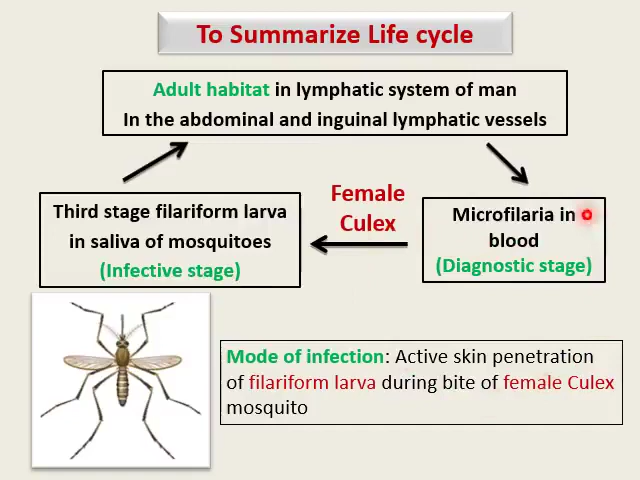 To Summarize Life cycle
Adult habitat in lymphatic system of man
In the abdominal and inguinal lymphatic vessels
Female
Culex
Third stage filariform larva
in saliva of mosquitoes
(Infective stage)
Microfilaria in
blood
(Diagnostic stage)
Mode of infection: Active skin penetration
of filariform larva during bite of female Culex
mosquito